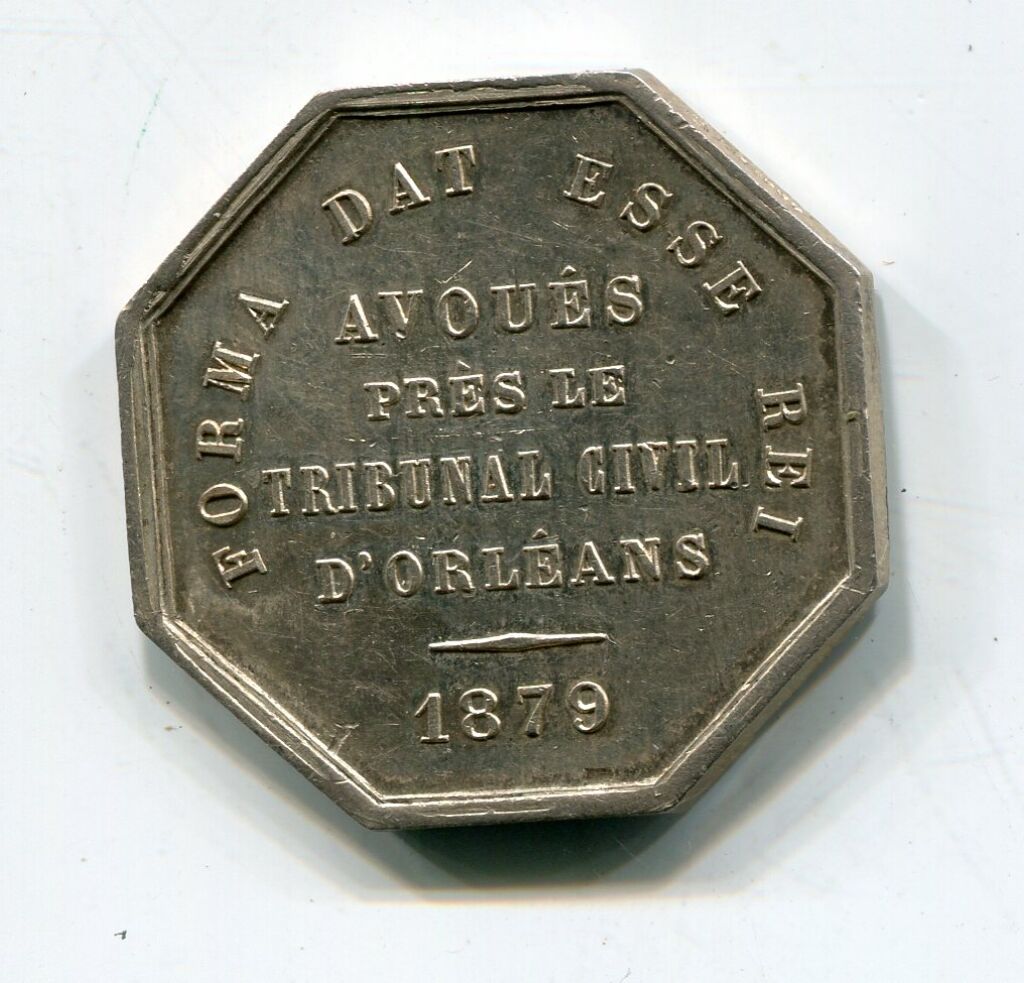 FORMA DAT ESSE REI
AVOUÉS
PRÈS LE
TRIBUNAL CIVIL
D'ORLÉANS
1879